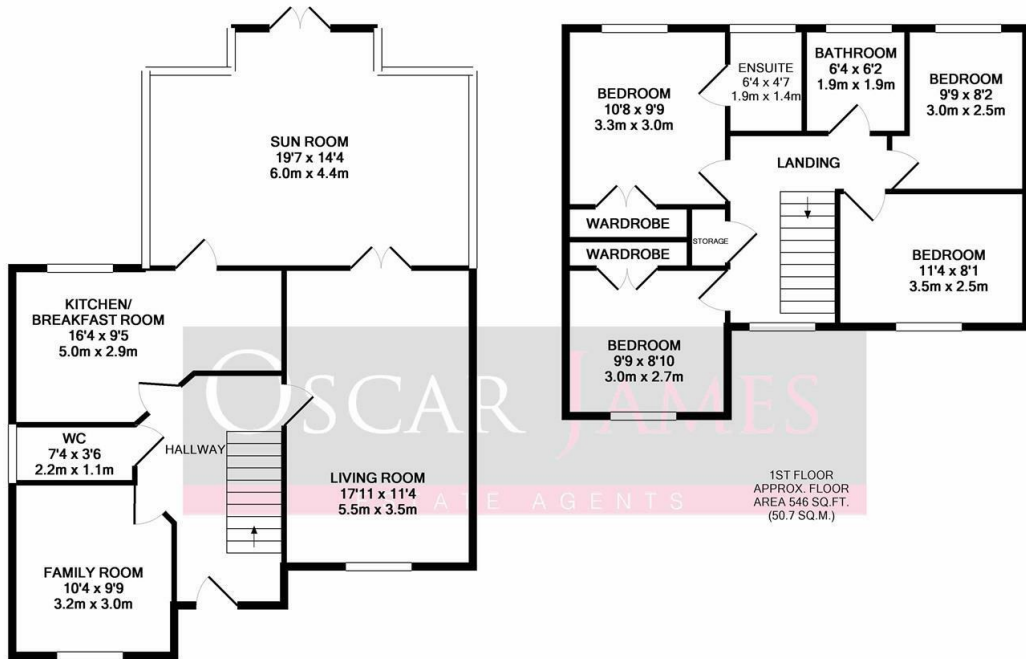 SUN ROOM
19'7 x 14'4
6.0m x 4.4m
KITCHEN/
BREAKFAST ROOM
16'4 x 9'5
5.0m x 2.9m
WC
7'4 x 3'6
2.2m x 1.1m
HALLWAY
LIVING ROOM
17'11 x 11'4
5.5m x 3.5m
FAMILY ROOM
10'4 x 9'9
3.2m x 3.0m
BEDROOM
10'8 x 9'9
3.3m x 3.0m
ENSUITE
6'4 x 4'7
1.9m x 1.4m
BATHROOM
6'4 x 6'2
1.9m x 1.9m
BEDROOM
9'9 x 8'2
3.0m x 2.5m
LANDING
WARDROBE
STORAGE
WARDROBE
BEDROOM
11'4 x 8'1
3.5m x 2.5m
BEDROOM
9'9 x 8'10
3.0m x 2.7m
OSCAR JAMES
ATE AGENTS
1ST FLOOR
APPROX. FLOOR
AREA 546 SQ.FT.
(50.7 SQ.M.)